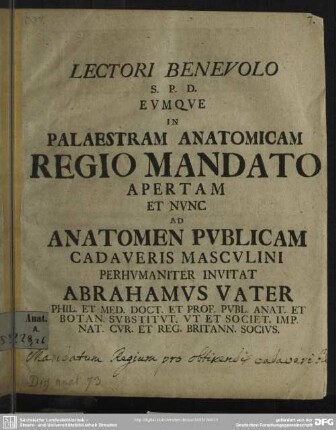 LECTORI BENEVOLO
S. P. D.
EVMQVE
IN
PALAESTRAM ANATOMICAM
REGIO MANDATO
APERTAM
ET NVNC
AD
ANATOMEN PVBLICAM
CADAVERIS MASCVLINI
PERHVMANITER INVITAT
ABRAHAMVS VATER
PHIL. ET MED. DOCT. ET PROF. PVBL. ANAT. ET
BOTAN. SVBSTITVT. VT ET SOCIET. IMP.
NAT. CVR. ET REG. BRITANN. SOCIVS.
Anat.
A.
Mandatum Regium pro